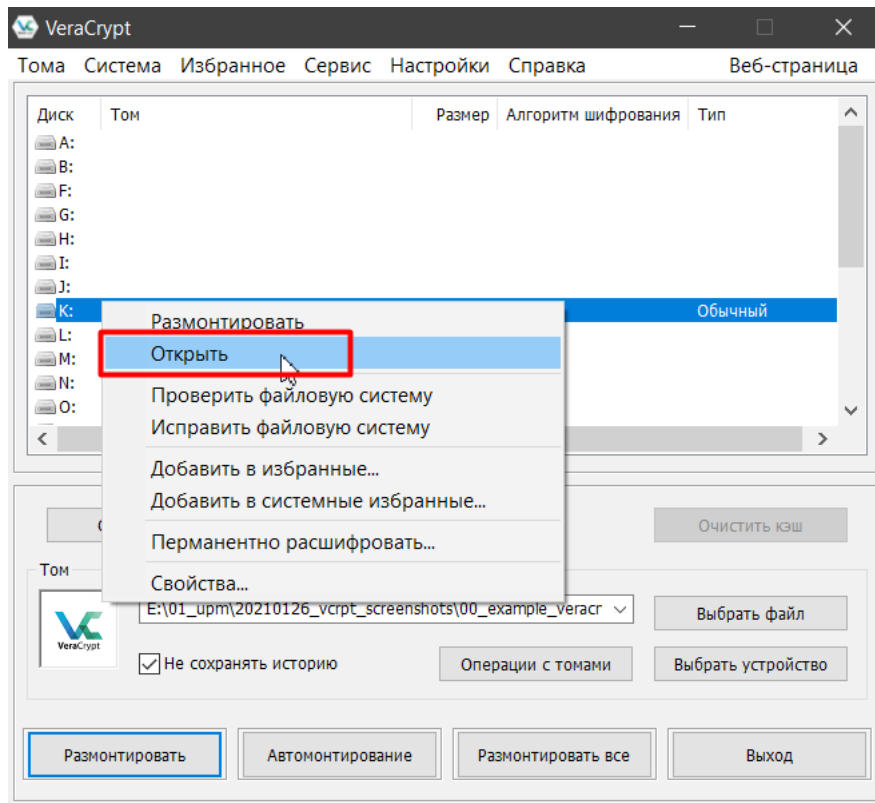 VeraCrypt
Тома Система Избранное Сервис Настройки Справка Веб-страница
Диск Том Размер Алгоритм шифрования Тип
A:
B:
F:
G:
H:
I:
J:
K: Обычный
L:
M:
N:
O:
Размонтировать
Открыть
Проверить файловую систему
Исправить файловую систему
Добавить в избранные...
Добавить в системные избранные...
Перманентно расшифровать...
Свойства...
Очистить кэш
Том
VeraCrypt
E:\01_upm\20210126_vcrpt_screenshots\00_example_veracr
Выбрать файл
Не сохранять историю
Операции с томами
Выбрать устройство
Размонтировать Автомонтирование Размонтировать все Выход